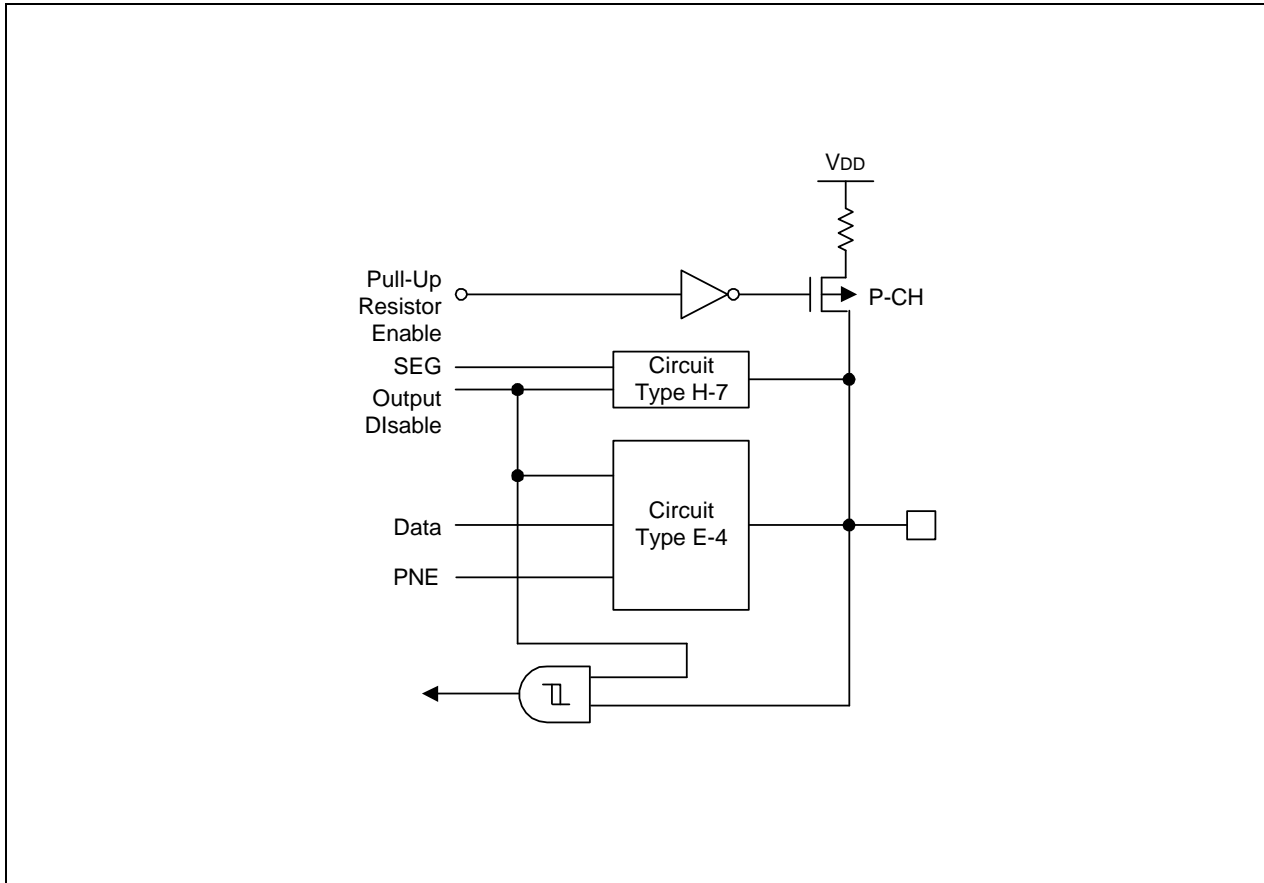 VDD
Pull-Up
Resistor
Enable
P-CH
SEG
Circuit
Type H-7
Output
DIsable
Circuit
Type E-4
Data
PNE